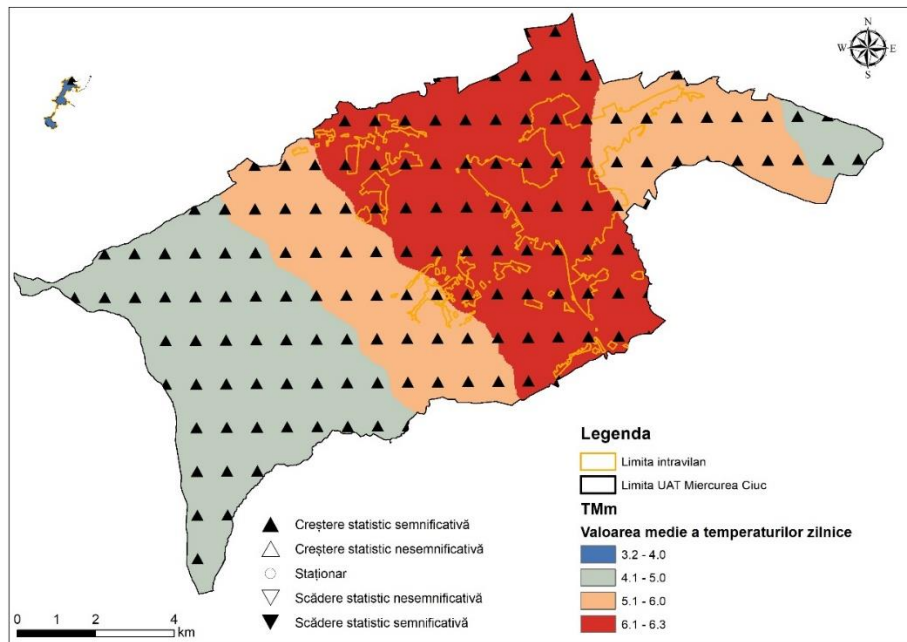 N
W E
S
Legenda
Limita intravilan
Limita UAT Miercurea Ciuc
TMm
Valoarea medie a temperaturilor zilnice
3.2 - 4.0
4.1 - 5.0
5.1 - 6.0
6.1 - 6.3
Creștere statistic semnificativă
Creștere statistic nesemnificativă
Staționar
Scădere statistic nesemnificativă
Scădere statistic semnificativă
0 1 2 4
km